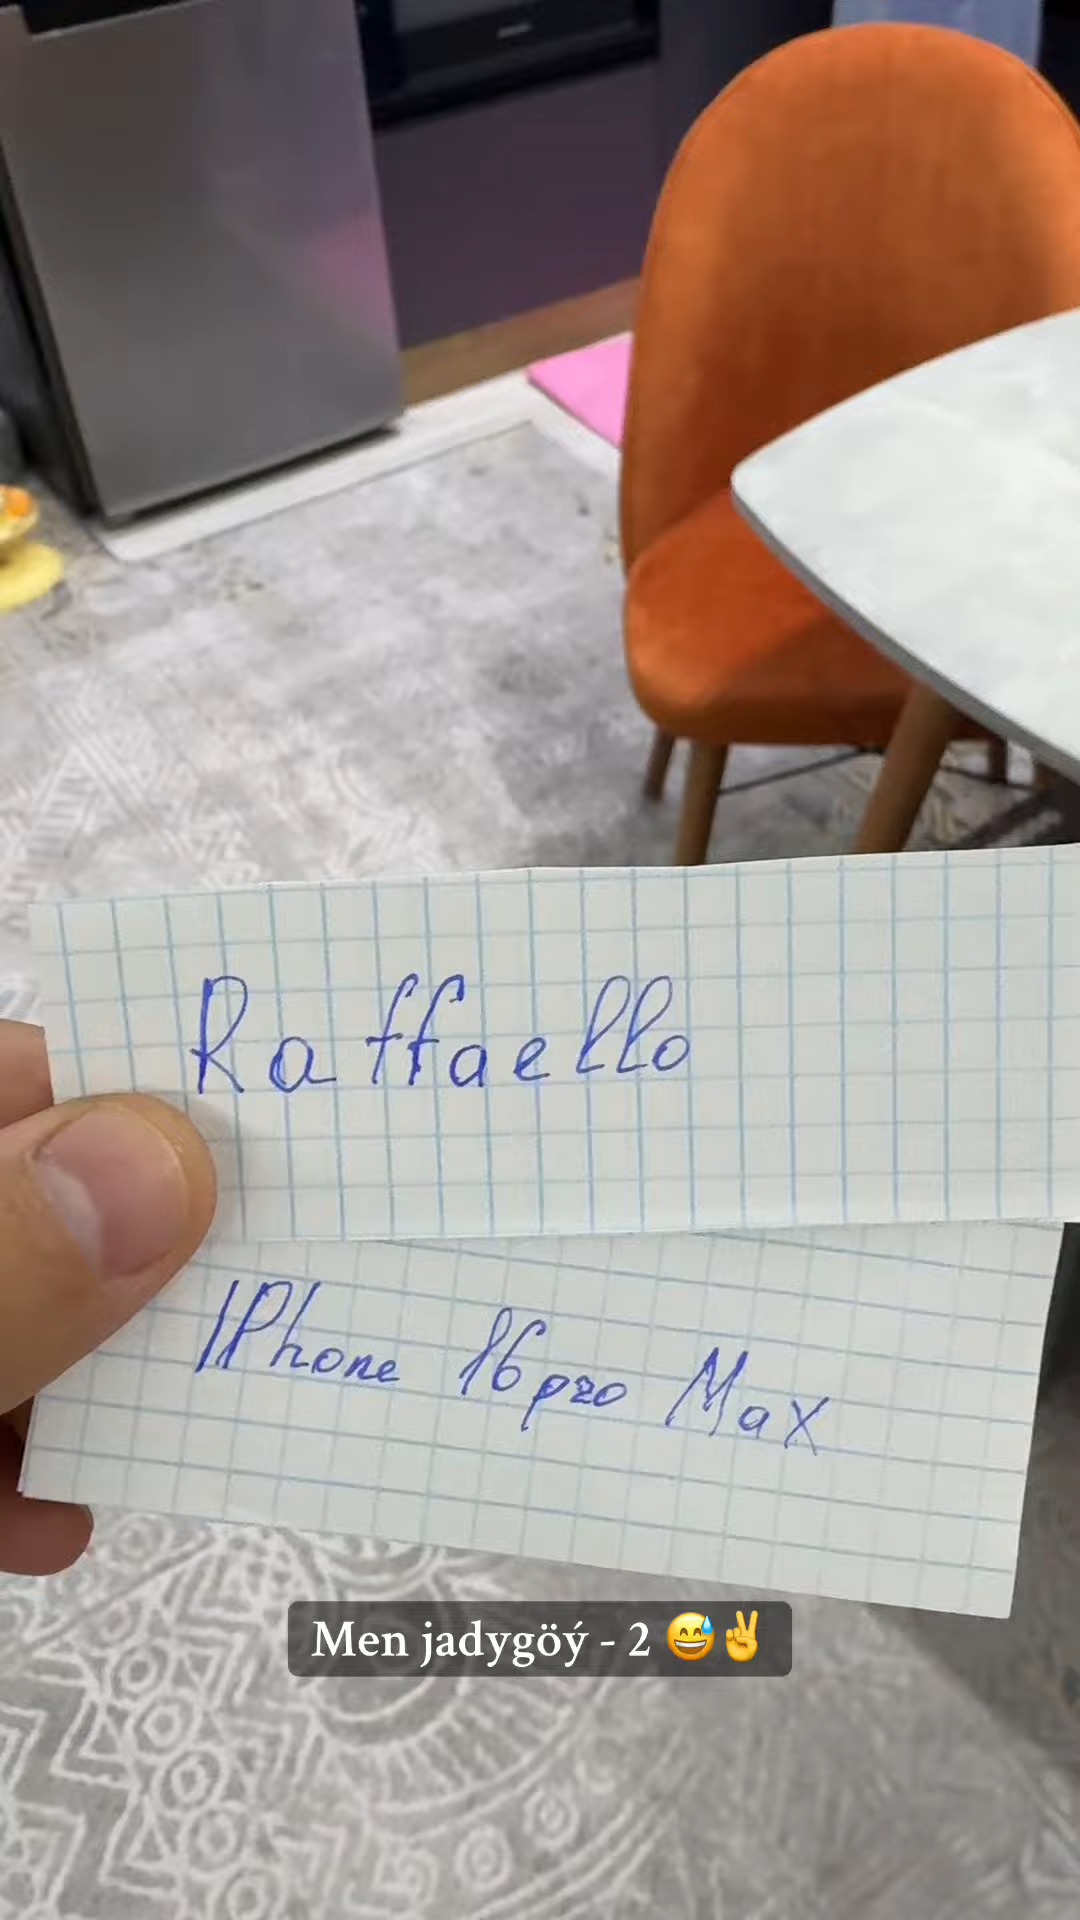 Raffaello
IPhone 16 pro Max
Men jadygöý - 2 😅✌️